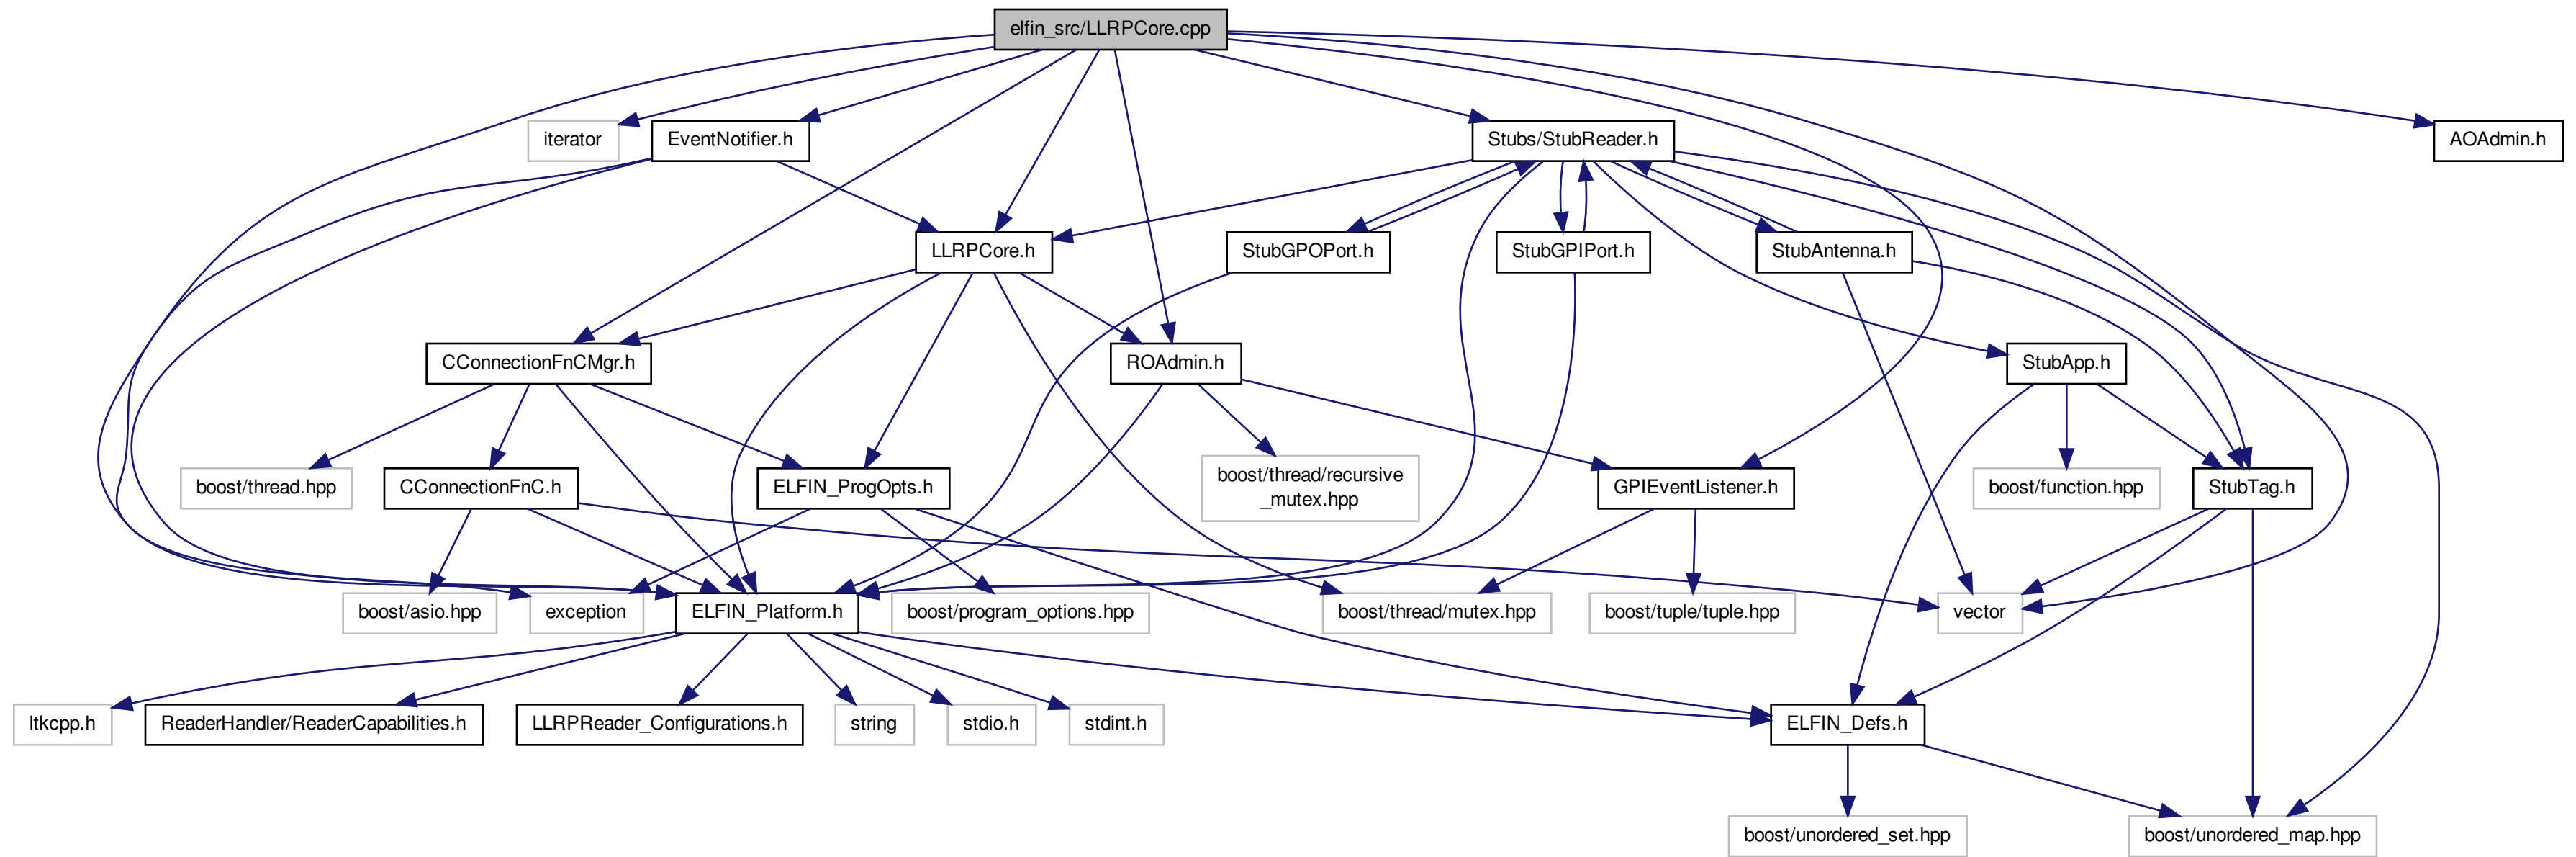 elfin_src/LLRPCore.cpp
iterator
EventNotifier.h
Stubs/StubReader.h
AOAdmin.h
LLRPCore.h
StubGPOPort.h
StubGPIPort.h
StubAntenna.h
CConnectionFnCMgr.h
ROAdmin.h
StubApp.h
boost/thread.hpp
CConnectionFnC.h
ELFIN_ProgOpts.h
boost/thread/recursive
_mutex.hpp
GPIEventListener.h
boost/function.hpp
StubTag.h
boost/asio.hpp
exception
ELFIN_Platform.h
boost/program_options.hpp
boost/thread/mutex.hpp
boost/tuple/tuple.hpp
vector
ltkcpp.h
ReaderHandler/ReaderCapabilities.h
LLRPReader_Configurations.h
string
stdio.h
stdint.h
ELFIN_Defs.h
boost/unordered_set.hpp
boost/unordered_map.hpp